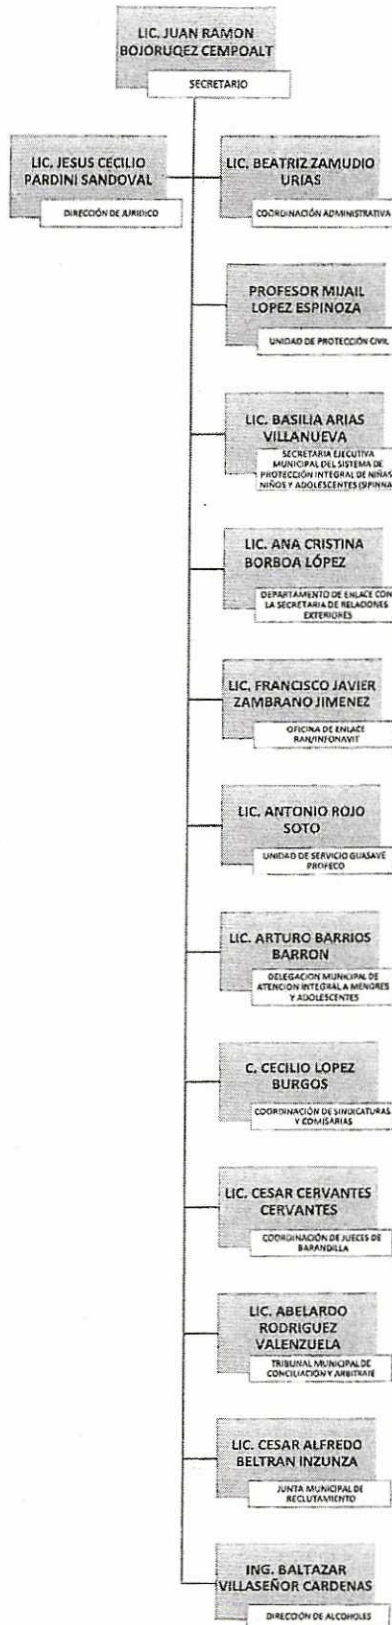 LIC. JUAN RAMON
BOJORUQEZ CEMPOALT
SECRETARIO
LIC. JESUS CECILIO
PARDINI SANDOVAL
DIRECCIÓN DE JURIDICO
LIC. BEATRIZ ZAMUDIO
URIAS
COORDINACIÓN ADMINISTRATIVA
PROFESOR MIJAIL
LOPEZ ESPINOZA
UNIDAD DE PROTECCIÓN CIVIL
LIC. BASILIA ARIAS
VILLANUEVA
SECRETARIA EJECUTIVA
MUNICIPAL DEL SISTEMA DE
PROTECCIÓN INTEGRAL DE NIÑAS
NIÑOS Y ADOLESCENTES (SIPINNA
LIC. ANA CRISTINA
BORBOA LÓPEZ
DEPARTAMENTO DE ENLACE CON
LA SECRETARIA DE RELACIONES
EXTERIORES
LIC. FRANCISCO JAVIER
ZAMBRANO JIMENEZ
OFICINA DE ENLACE
RAN/INFONAVIT
LIC. ANTONIO ROJO
SOTO
UNIDAD DE SERVICIO GUASAVE
PROFECO
LIC. ARTURO BARRIOS
BARRON
DELEGACION MUNICIPAL DE
ATENCION INTEGRAL A MENORES
Y ADOLESCENTES
C. CECILIO LOPEZ
BURGOS
COORDINACIÓN DE SINDICATURAS
Y COMISARIAS
LIC. CESAR CERVANTES
CERVANTES
COORDINACIÓN DE JUECES DE
BARANDILLA
LIC. ABELARDO
RODRIGUEZ
VALENZUELA
TRIBUNAL MUNICIPAL DE
CONCILIACIÓN Y ARBITRAJE
LIC. CESAR ALFREDO
BELTRAN INZUNZA
JUNTA MUNICIPAL DE
RECLUTAMIENTO
ING. BALTAZAR
VILLASEÑOR CARDENAS
DIRECCIÓN DE ALCOHOLES